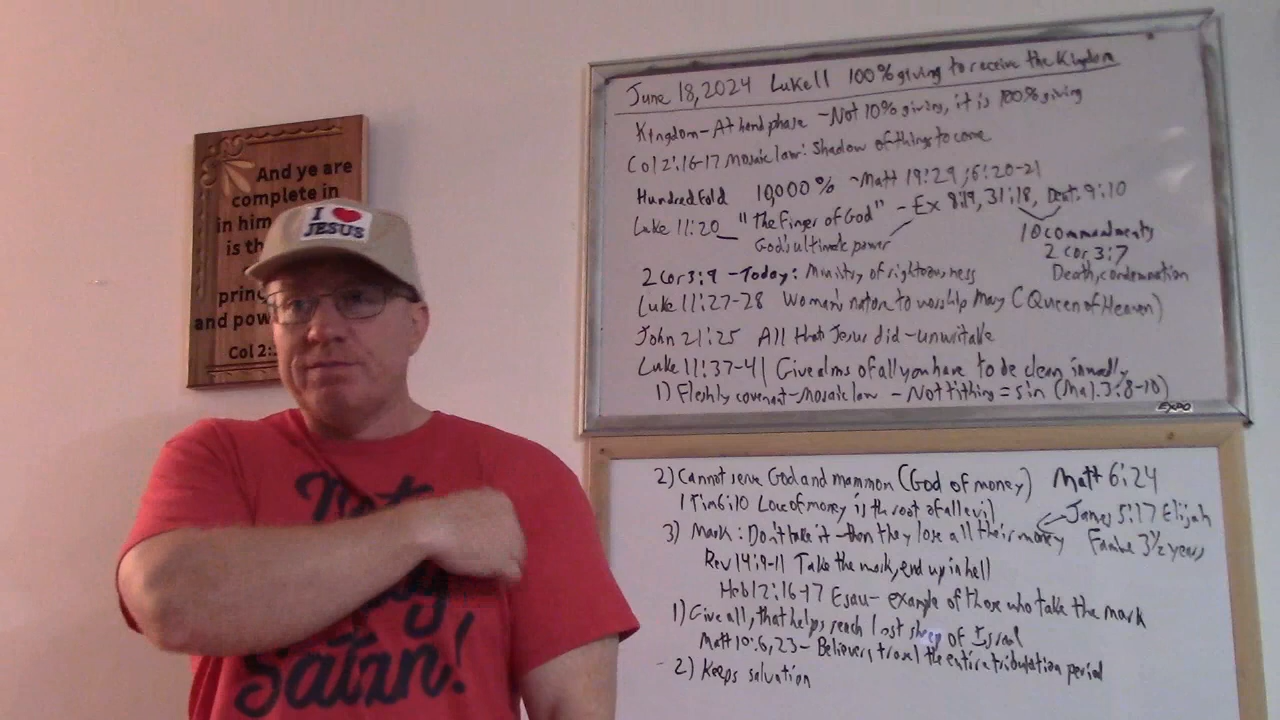 And ye are
complete in
in him
is th
princ
and pow
Col 2:
I ❤ JESUS
Not
Satan!
June 18, 2024 Luke 11 100% giving to receive the Kingdom
Kingdom - At hand phase - Not 10% giving, it is 100% giving
Col 2:16-17 Mosaic law: Shadow of things to come
Hundredfold 10,000% - Matt 19:29; 6:20-21
Luke 11:20 "the Finger of God" - Ex 8:19, 31:18, Deut. 9:10
God's ultimate power
10 commandments
2 Cor 3:7
Death, condemnation
2 Cor 3:9 - Today: Ministry of righteousness
Luke 11:27-28 Woman's nature to worship Mary (Queen of Heaven)
John 21:25 All that Jesus did - unwritable
Luke 11:37-41 Give alms of all you have to be clean inwardly
1) Fleshly covenant - Mosaic law - Not tithing = sin (Mal. 3:8-10)
EXPO
2) Cannot serve God and mammon (God of money) Matt 6:24
1 Tim 6:10 Love of money is the root of all evil
James 5:17 Elijah
3) Mark: Don't take it - then they lose all their money
Famine 3 1/2 years
Rev 14:9-11 Take the mark, end up in hell
Heb 12:16-17 Esau - example of those who take the mark
1) Give all, that helps reach lost sheep of Israel
Matt 10:6, 23 - Believers travel the entire tribulation period
2) Keeps salvation